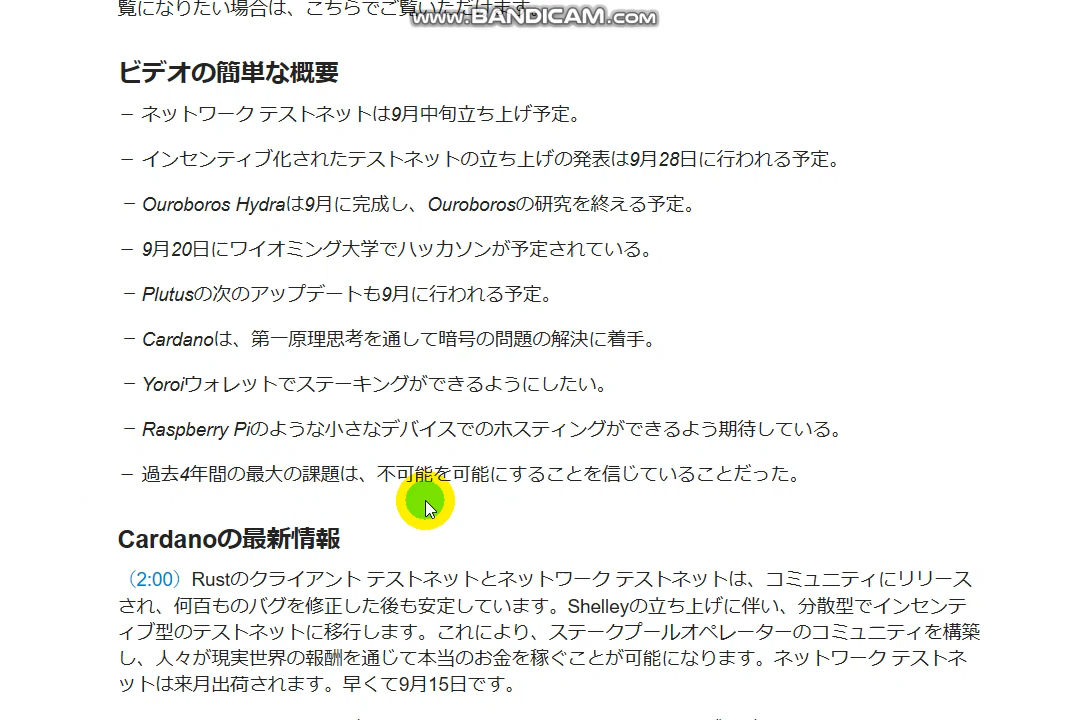 覧になりたい場合は、こちらでご覧いただけます。
www.BANDICAM.com
ビデオの簡単な概要
– ネットワーク テストネットは9月中旬立ち上げ予定。
– インセンティブ化されたテストネットの立ち上げの発表は9月28日に行われる予定。
– Ouroboros Hydraは9月に完成し、Ouroborosの研究を終える予定。
– 9月20日にワイオミング大学でハッカソンが予定されている。
– Plutusの次のアップデートも9月に行われる予定。
– Cardanoは、第一原理思考を通して暗号の問題の解決に着手。
– Yoroiウォレットでステーキングができるようにしたい。
– Raspberry Piのような小さなデバイスでのホスティングができるよう期待している。
– 過去4年間の最大の課題は、不可能を可能にすることを信じていることだった。
Cardanoの最新情報
（2:00）Rustのクライアント テストネットとネットワーク テストネットは、コミュニティにリリース
され、何百ものバグを修正した後も安定しています。Shelleyの立ち上げに伴い、分散型でインセンテ
ィブ型のテストネットに移行します。これにより、ステークプールオペレーターのコミュニティを構築
し、人々が現実世界の報酬を通じて本当のお金を稼ぐことが可能になります。ネットワーク テストネ
ットは来月出荷されます。早くて9月15日です。